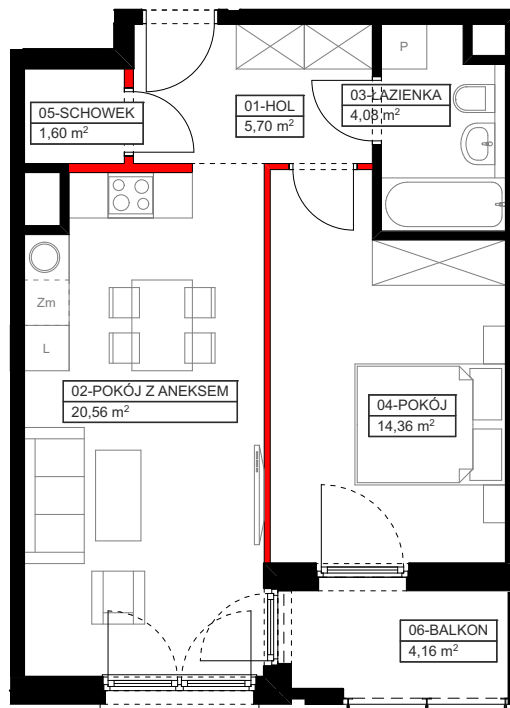 P
03-ŁAZIENKA
4,08 m²
01-HOL
5,70 m²
05-SCHOWEK
1,60 m²
Zm
L
02-POKÓJ Z ANEKSEM
20,56 m²
04-POKÓJ
14,36 m²
06-BALKON
4,16 m²